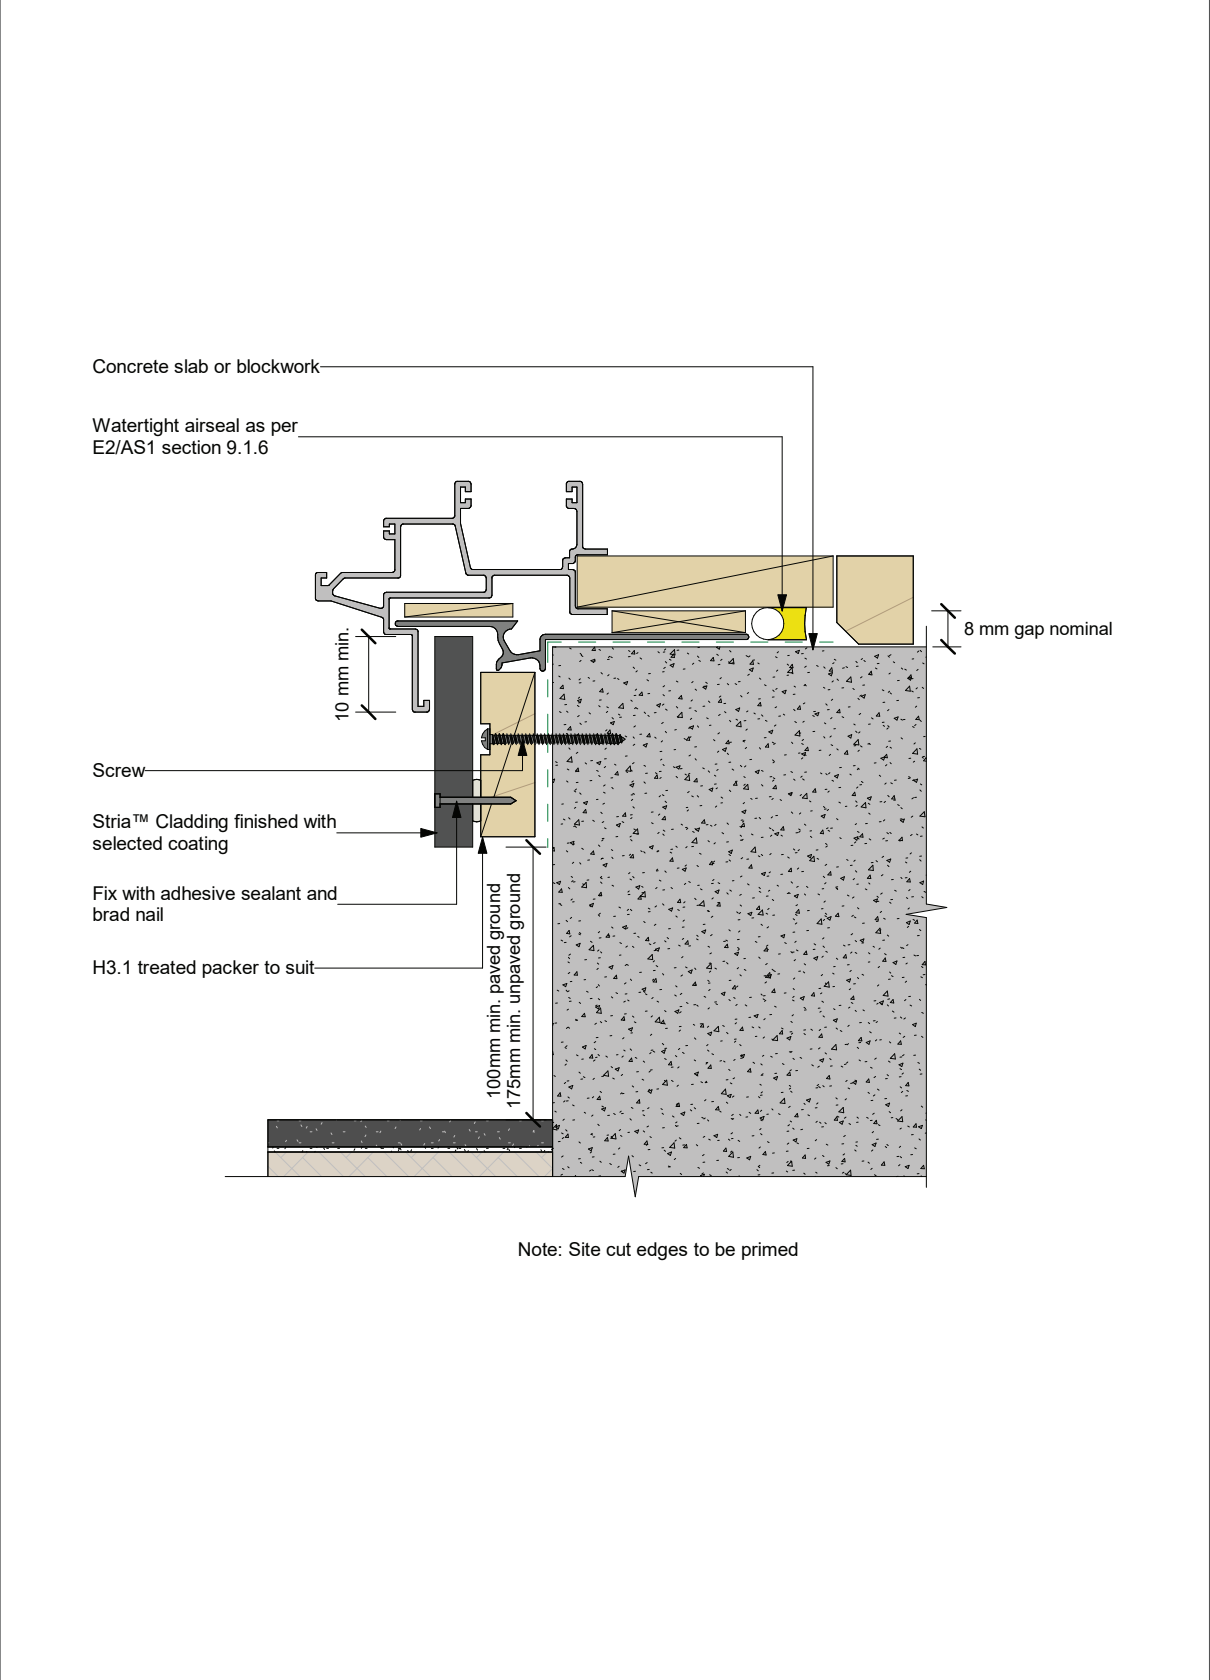 Concrete slab or blockwork
Watertight airseal as per
E2/AS1 section 9.1.6
8 mm gap nominal
10 mm min.
Screw
Stria™ Cladding finished with
selected coating
Fix with adhesive sealant and
brad nail
H3.1 treated packer to suit
100mm min. paved ground
175mm min. unpaved ground
Note: Site cut edges to be primed